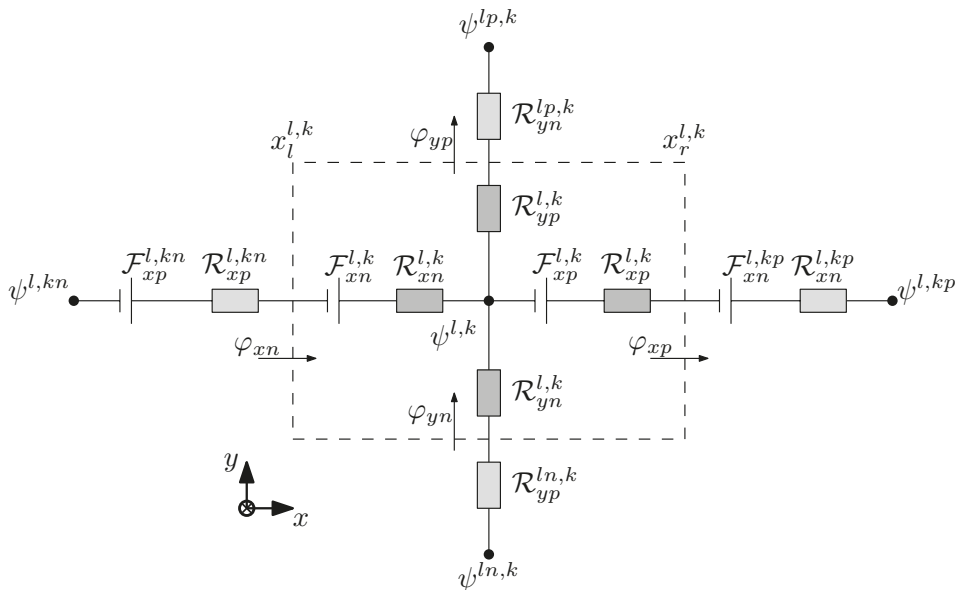 ψ^{lp,k}
R_{yn}^{lp,k}
x_l^{l,k}
φ_{yp}
x_r^{l,k}
R_{yp}^{l,k}
F_{xp}^{l,kn} R_{xp}^{l,kn} F_{xn}^{l,k} R_{xn}^{l,k} F_{xp}^{l,k} R_{xp}^{l,k} F_{xn}^{l,kp} R_{xn}^{l,kp}
ψ^{l,kn} ψ^{l,kp}
ψ^{l,k}
φ_{xn} φ_{xp}
R_{yn}^{l,k}
φ_{yn}
y
R_{yp}^{ln,k}
x
ψ^{ln,k}